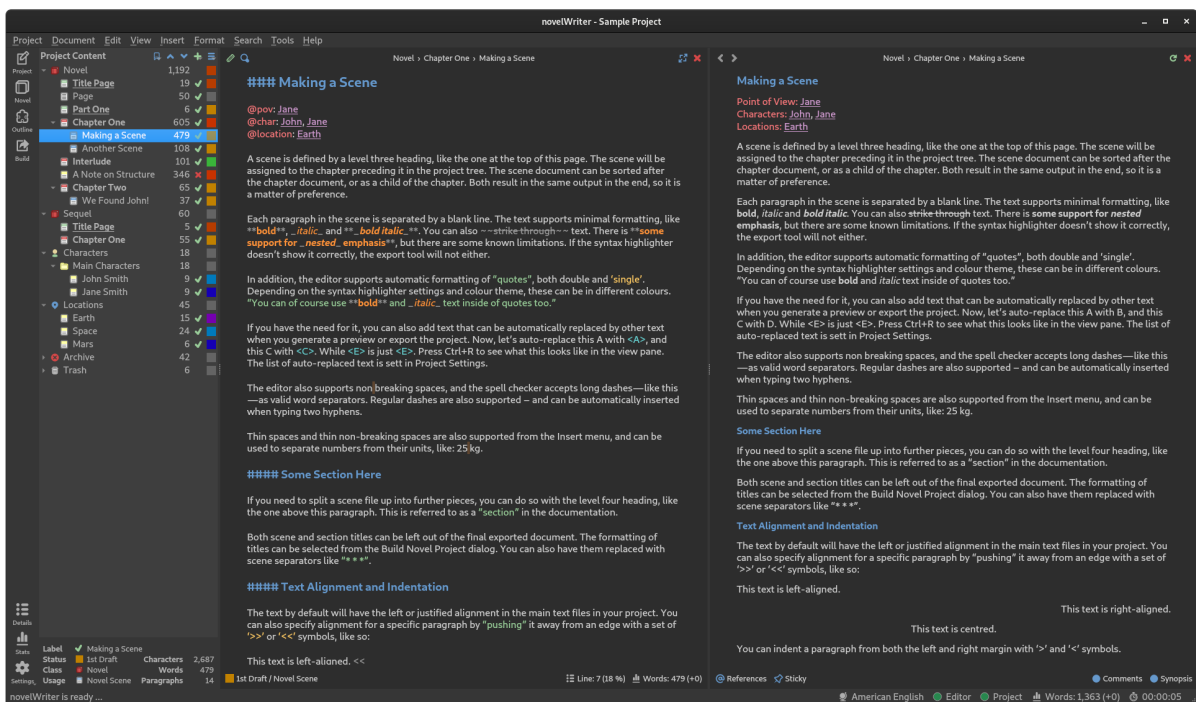 novelWriter - Sample Project
Project Document Edit View Insert Format Search Tools Help
Project
Novel
Outline
Build
Details
Stats
Settings
Project Content
Novel 1,192
Title Page 19
Page 50
Part One 6
Chapter One 605
Making a Scene 479
Another Scene 108
Interlude 101
A Note on Structure 346
Chapter Two 65
We Found John! 37
Sequel 60
Title Page 5
Chapter One 55
Characters 18
Main Characters 18
John Smith 9
Jane Smith 9
Locations 45
Earth 15
Space 24
Mars 6
Archive 42
Trash 6
Label Making a Scene
Status 1st Draft Characters 2,687
Class Novel Words 479
Usage Novel Scene Paragraphs 14
Novel › Chapter One › Making a Scene
### Making a Scene
@pov: Jane
@char: John, Jane
@location: Earth
A scene is defined by a level three heading, like the one at the top of this page. The scene will be
assigned to the chapter preceding it in the project tree. The scene document can be sorted after
the chapter document, or as a child of the chapter. Both result in the same output in the end, so it is
a matter of preference.
Each paragraph in the scene is separated by a blank line. The text supports minimal formatting, like
**bold**, _italic_ and **_bold italic_**. You can also ~~strike through~~ text. There is **some
support for _nested_ emphasis**, but there are some known limitations. If the syntax highlighter
doesn't show it correctly, the export tool will not either.
In addition, the editor supports automatic formatting of “quotes”, both double and ‘single’.
Depending on the syntax highlighter settings and colour theme, these can be in different colours.
“You can of course use **bold** and _italic_ text inside of quotes too.”
If you have the need for it, you can also add text that can be automatically replaced by other text
when you generate a preview or export the project. Now, let's auto-replace this A with <A>, and
this C with <C>. While <E> is just <E>. Press Ctrl+R to see what this looks like in the view pane.
The list of auto-replaced text is sett in Project Settings.
The editor also supports non breaking spaces, and the spell checker accepts long dashes—like this
—as valid word separators. Regular dashes are also supported – and can be automatically inserted
when typing two hyphens.
Thin spaces and thin non-breaking spaces are also supported from the Insert menu, and can be
used to separate numbers from their units, like: 25 kg.
#### Some Section Here
If you need to split a scene file up into further pieces, you can do so with the level four heading, like
the one above this paragraph. This is referred to as a “section” in the documentation.
Both scene and section titles can be left out of the final exported document. The formatting of
titles can be selected from the Build Novel Project dialog. You can also have them replaced with
scene separators like “* * *”.
#### Text Alignment and Indentation
The text by default will have the left or justified alignment in the main text files in your project. You
can also specify alignment for a specific paragraph by “pushing” it away from an edge with a set of
‘>>’ or ‘<<’ symbols, like so:
This text is left-aligned. <<
1st Draft / Novel Scene Line: 7 (18 %) Words: 479 (+0)
Novel › Chapter One › Making a Scene
Making a Scene
Point of View: Jane
Characters: John, Jane
Locations: Earth
A scene is defined by a level three heading, like the one at the top of this page. The scene will be
assigned to the chapter preceding it in the project tree. The scene document can be sorted after
the chapter document, or as a child of the chapter. Both result in the same output in the end, so it is
a matter of preference.
Each paragraph in the scene is separated by a blank line. The text supports minimal formatting, like
bold, italic and bold italic. You can also strike through text. There is some support for nested
emphasis, but there are some known limitations. If the syntax highlighter doesn't show it correctly,
the export tool will not either.
In addition, the editor supports automatic formatting of “quotes”, both double and ‘single’.
Depending on the syntax highlighter settings and colour theme, these can be in different colours.
“You can of course use bold and italic text inside of quotes too.”
If you have the need for it, you can also add text that can be automatically replaced by other text
when you generate a preview or export the project. Now, let's auto-replace this A with B, and this
C with D. While <E> is just <E>. Press Ctrl+R to see what this looks like in the view pane. The list of
auto-replaced text is sett in Project Settings.
The editor also supports non breaking spaces, and the spell checker accepts long dashes—like this
—as valid word separators. Regular dashes are also supported – and can be automatically inserted
when typing two hyphens.
Thin spaces and thin non-breaking spaces are also supported from the Insert menu, and can be
used to separate numbers from their units, like: 25 kg.
Some Section Here
If you need to split a scene file up into further pieces, you can do so with the level four heading, like
the one above this paragraph. This is referred to as a “section” in the documentation.
Both scene and section titles can be left out of the final exported document. The formatting of
titles can be selected from the Build Novel Project dialog. You can also have them replaced with
scene separators like “* * *”.
Text Alignment and Indentation
The text by default will have the left or justified alignment in the main text files in your project. You
can also specify alignment for a specific paragraph by “pushing” it away from an edge with a set of
‘>>’ or ‘<<’ symbols, like so:
This text is left-aligned.
This text is right-aligned.
This text is centred.
You can indent a paragraph from both the left and right margin with ‘>’ and ‘<’ symbols.
References Sticky Comments Synopsis
novelWriter is ready ... American English Editor Project Words: 1,363 (+0) 00:00:05